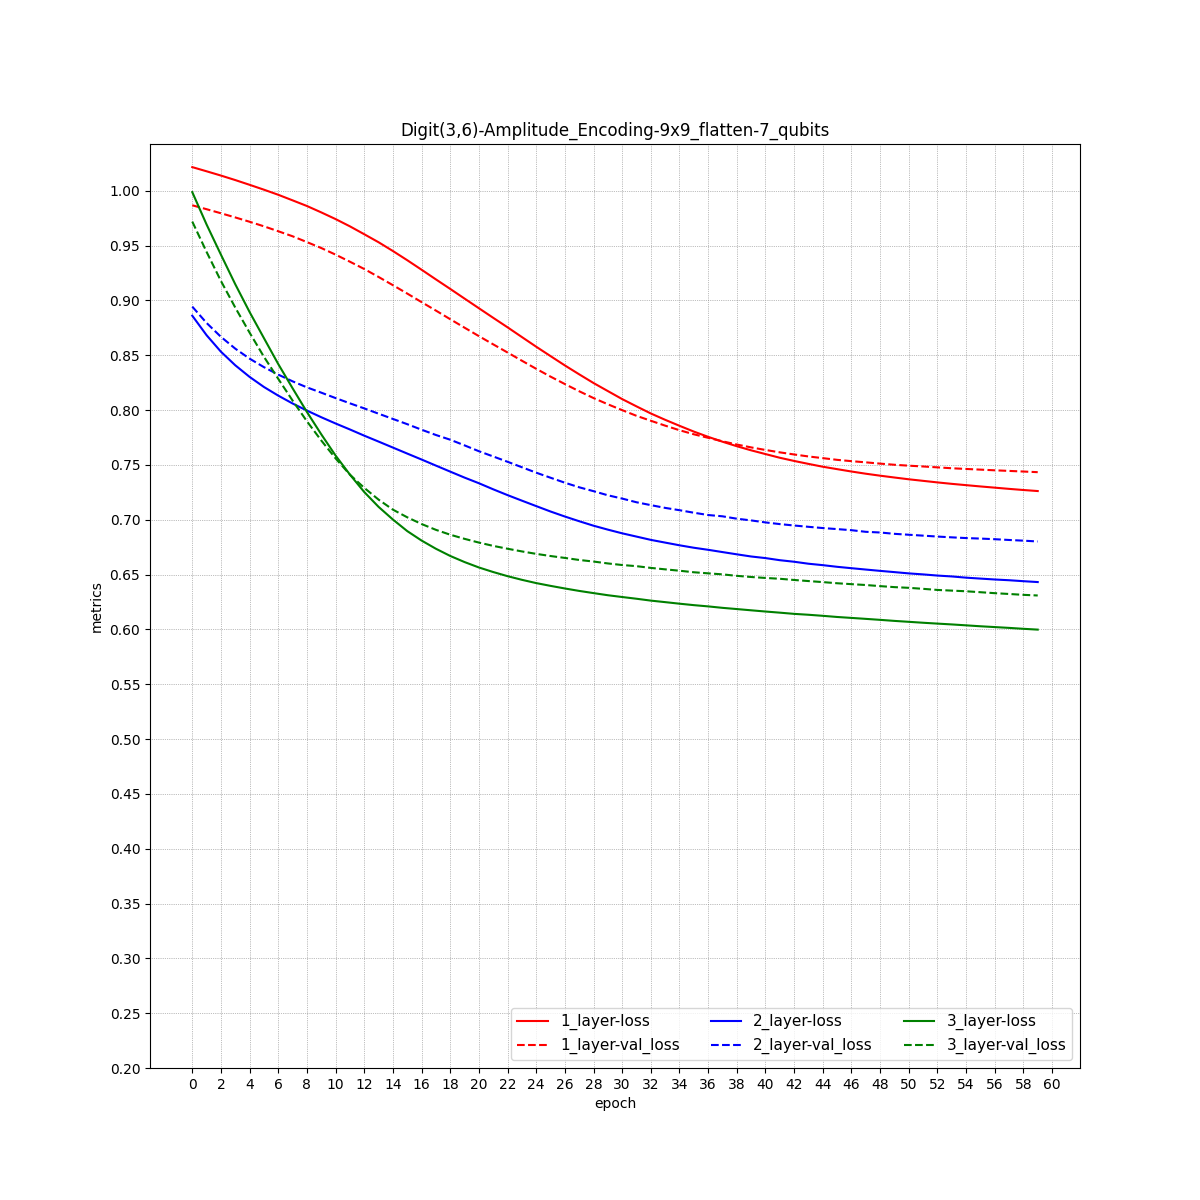 Digit(3,6)-Amplitude_Encoding-9x9_flatten-7_qubits
1.00
0.95
0.90
0.85
0.80
0.75
0.70
0.65
0.60
0.55
0.50
0.45
0.40
0.35
0.30
0.25
0.20
metrics
1_layer-loss 2_layer-loss 3_layer-loss
1_layer-val_loss 2_layer-val_loss 3_layer-val_loss
0 2 4 6 8 10 12 14 16 18 20 22 24 26 28 30 32 34 36 38 40 42 44 46 48 50 52 54 56 58 60
epoch